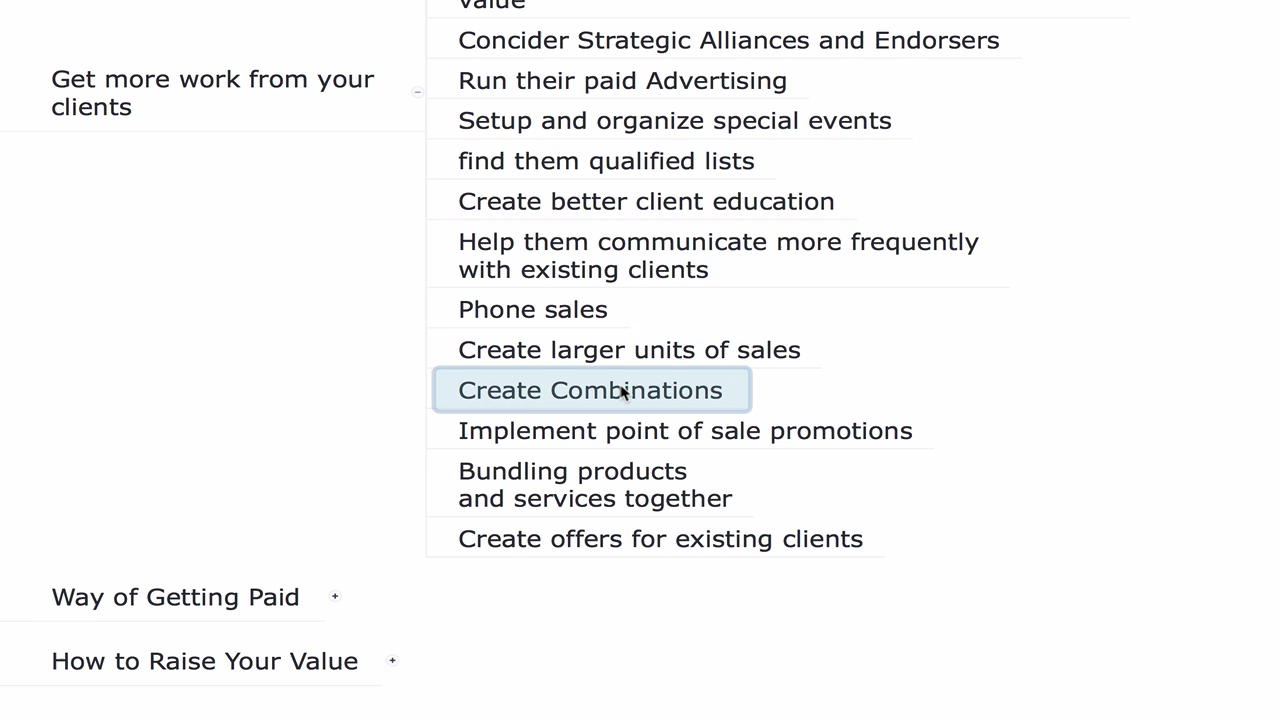 value
Concider Strategic Alliances and Endorsers
Get more work from your
clients
Run their paid Advertising
Setup and organize special events
find them qualified lists
Create better client education
Help them communicate more frequently
with existing clients
Phone sales
Create larger units of sales
Create Combinations
Implement point of sale promotions
Bundling products
and services together
Create offers for existing clients
Way of Getting Paid
How to Raise Your Value